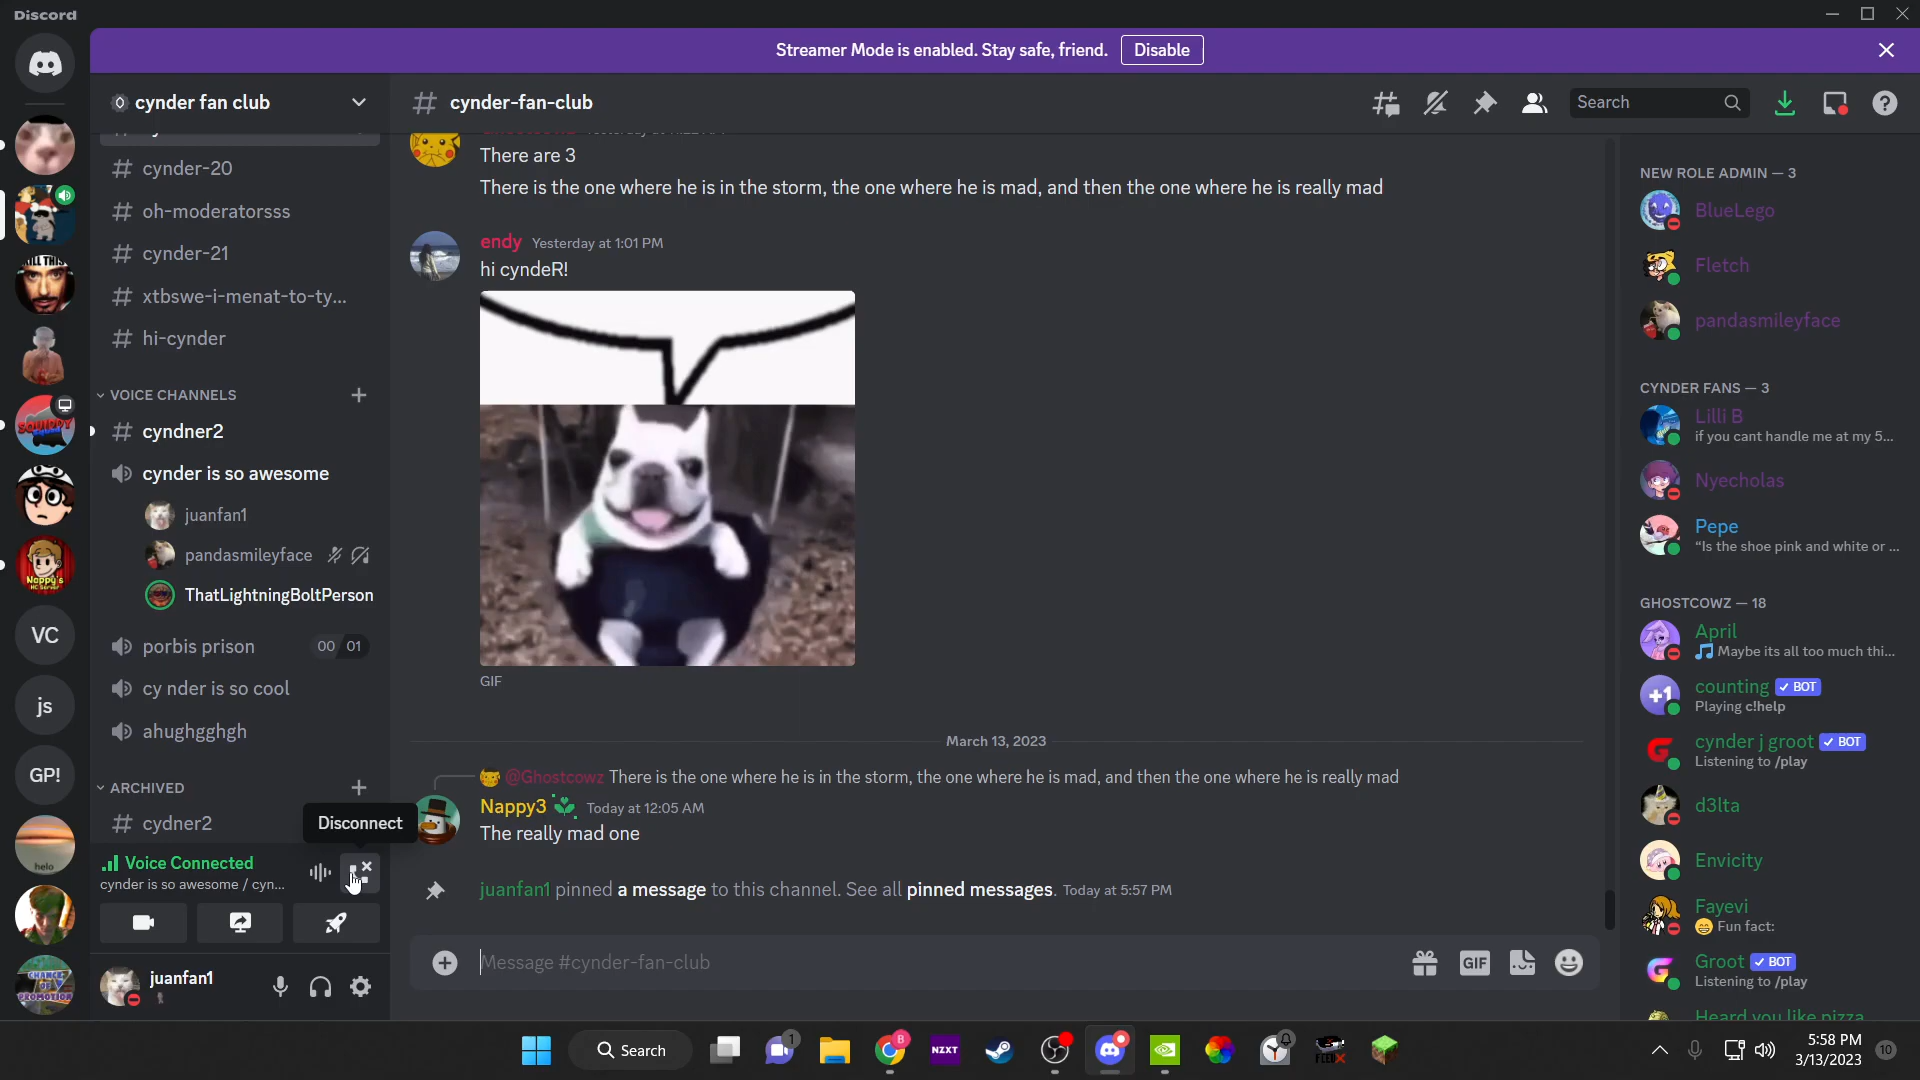 Discord
Streamer Mode is enabled. Stay safe, friend.
Disable
cynder fan club
cynder-20
oh-moderatorsss
cynder-21
xtbswe-i-menat-to-ty...
hi-cynder
VOICE CHANNELS
cyndner2
cynder is so awesome
juanfan1
pandasmileyface
ThatLightningBoltPerson
porbis prison
00 01
cy nder is so cool
ahughgghgh
ARCHIVED
cydner2
Disconnect
Voice Connected
cynder is so awesome / cyn...
juanfan1
VC
js
GP!
helo
CHANCE OF PROMOTION
cynder-fan-club
Search
There are 3
There is the one where he is in the storm, the one where he is mad, and then the one where he is really mad
endy Yesterday at 1:01 PM
hi cyndeR!
GIF
March 13, 2023
@Ghostcowz There is the one where he is in the storm, the one where he is mad, and then the one where he is really mad
Nappy3 Today at 12:05 AM
The really mad one
juanfan1 pinned a message to this channel. See all pinned messages. Today at 5:57 PM
Message #cynder-fan-club
GIF
NEW ROLE ADMIN — 3
BlueLego
Fletch
pandasmileyface
CYNDER FANS — 3
Lilli B
if you cant handle me at my 5...
Nyecholas
Pepe
“Is the shoe pink and white or ...
GHOSTCOWZ — 18
April
Maybe its all too much thi...
+1
counting BOT
Playing c!help
cynder j groot BOT
Listening to /play
d3lta
Envicity
Fayevi
Fun fact:
Groot BOT
Listening to /play
Heard you like pizza
Search
1
B
NZXT
5:58 PM
3/13/2023
10